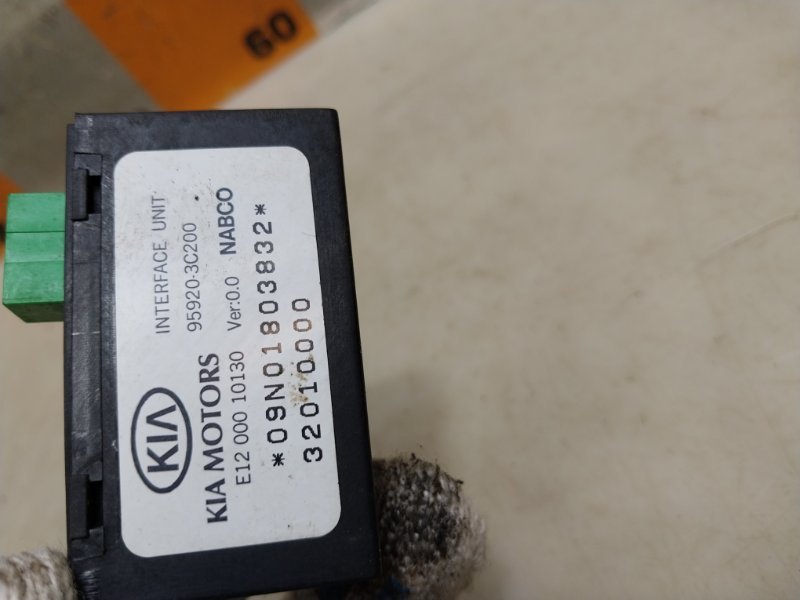 60
KIA
KIA MOTORS
INTERFACE UNIT
95920-3C200
E12 000 10130 Ver:0.0 NABCO
*09N01803832*
32010000